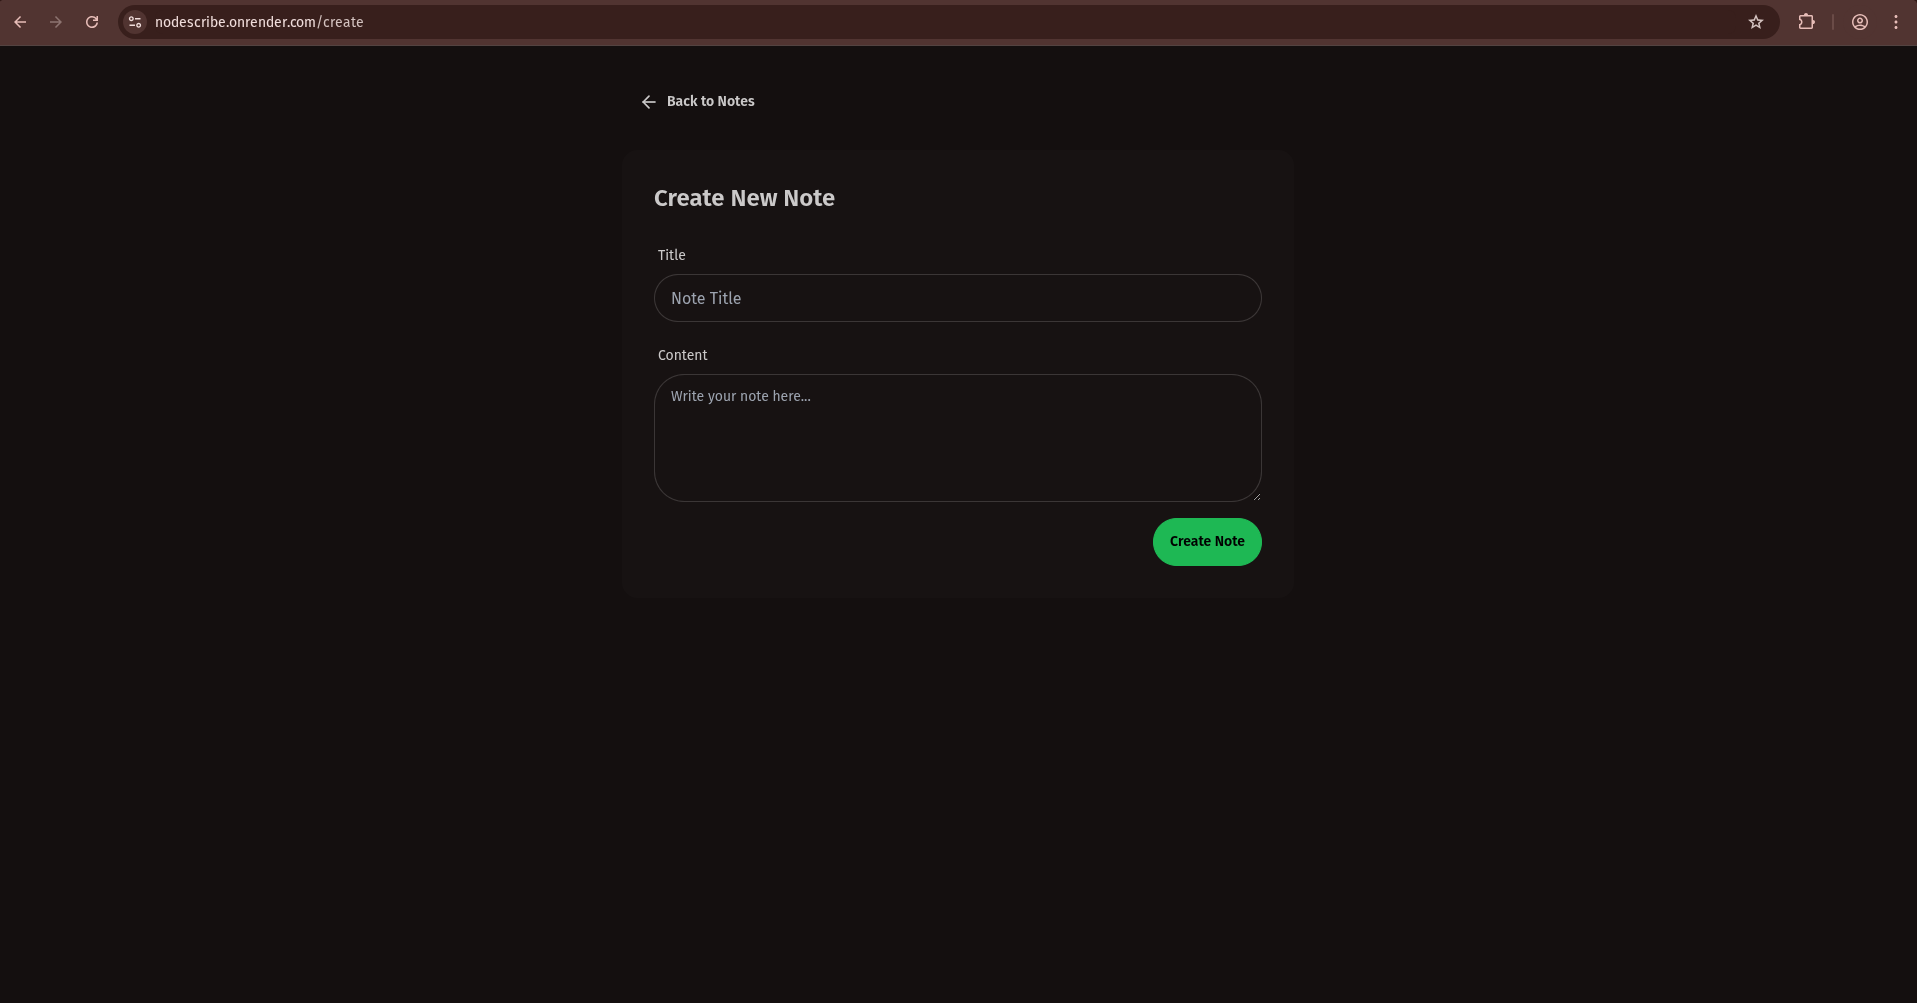 nodescribe.onrender.com/create
Back to Notes
Create New Note
Title
Note Title
Content
Write your note here...
Create Note